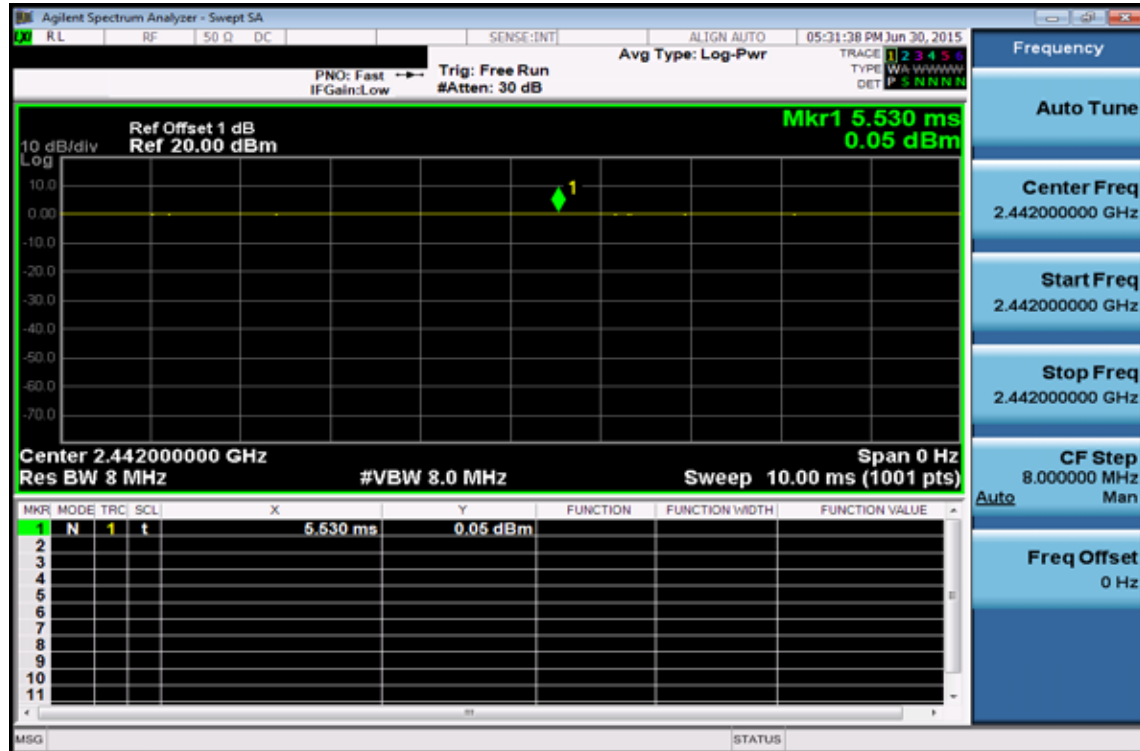 Agilent Spectrum Analyzer - Swept SA
RL RF 50 Ω DC SENSE:INT ALIGN AUTO 05:31:38 PM Jun 30, 2015
Frequency
Avg Type: Log-Pwr TRACE 1 2 3 4 5 6
PNO: Fast Trig: Free Run TYPE WA WWWW
IFGain:Low #Atten: 30 dB DET P S N N N N
Auto Tune
Mkr1 5.530 ms
Ref Offset 1 dB
10 dB/div Ref 20.00 dBm 0.05 dBm
Log
10.0
1
0.00
-10.0
-20.0
-30.0
-40.0
-50.0
-60.0
-70.0
Center Freq
2.442000000 GHz
Start Freq
2.442000000 GHz
Stop Freq
2.442000000 GHz
Center 2.442000000 GHz Span 0 Hz
Res BW 8 MHz #VBW 8.0 MHz Sweep 10.00 ms (1001 pts)
CF Step
8.000000 MHz
Auto Man
MKR MODE TRC SCL X Y FUNCTION FUNCTION WIDTH FUNCTION VALUE
1 N 1 t 5.530 ms 0.05 dBm
2
3
4
5
6
7
8
9
10
11
Freq Offset
0 Hz
MSG STATUS